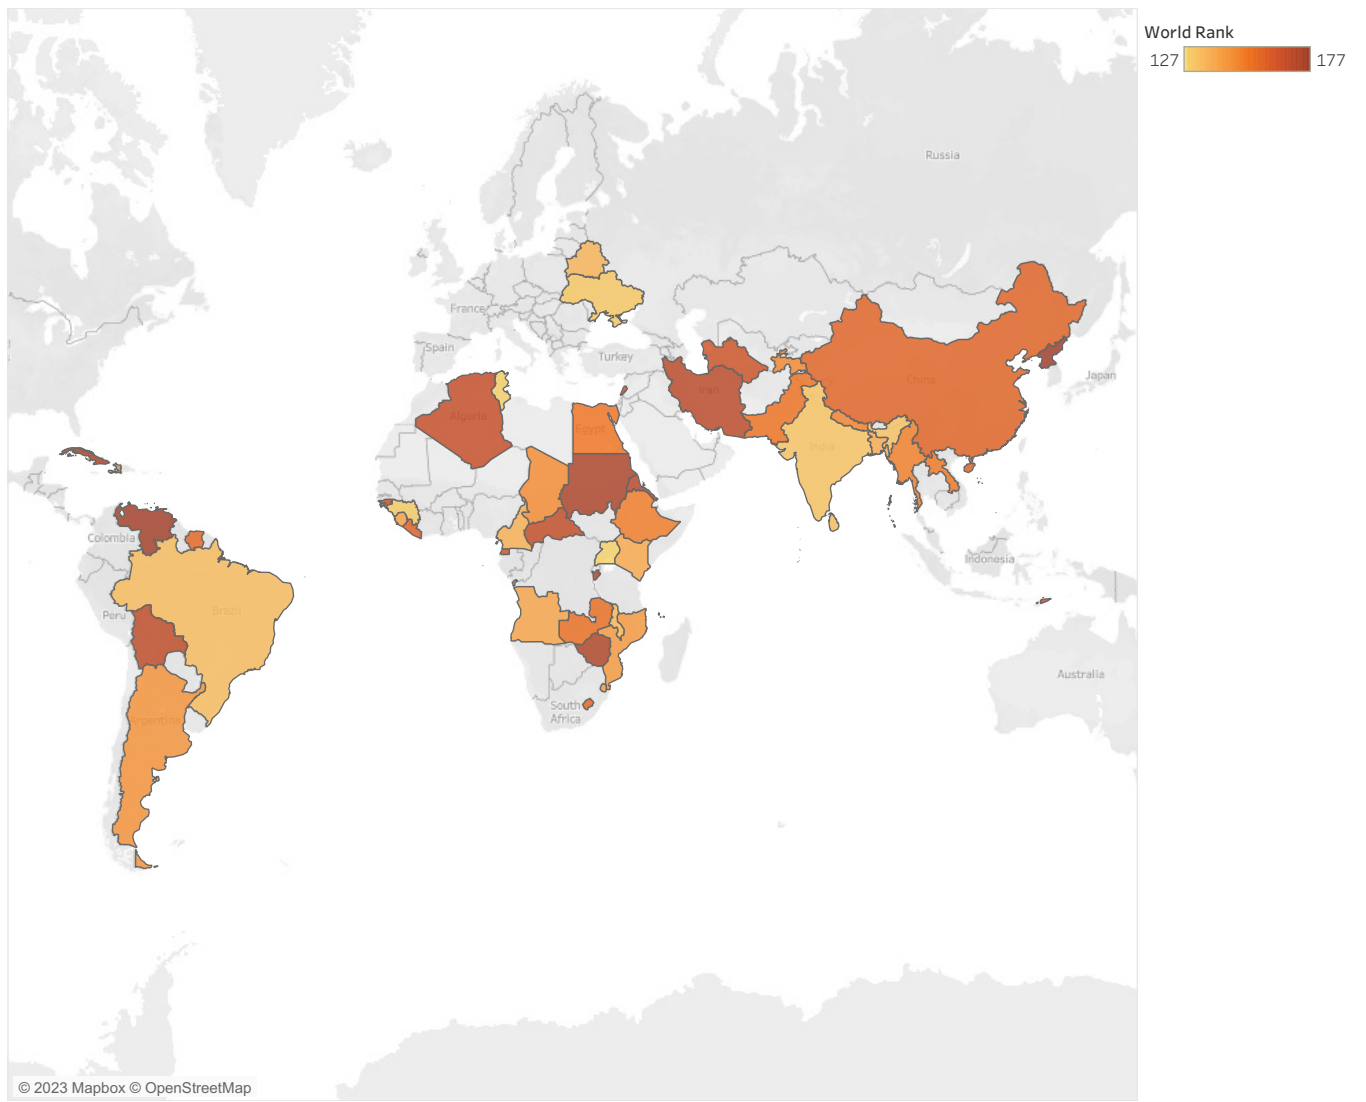 World Rank
127 177
Russia
France
Spain
Turkey
Japan
Iran
China
Algeria
Egypt
India
Colombia
Indonesia
Peru
Brazil
Australia
South
Africa
Argentina
© 2023 Mapbox © OpenStreetMap